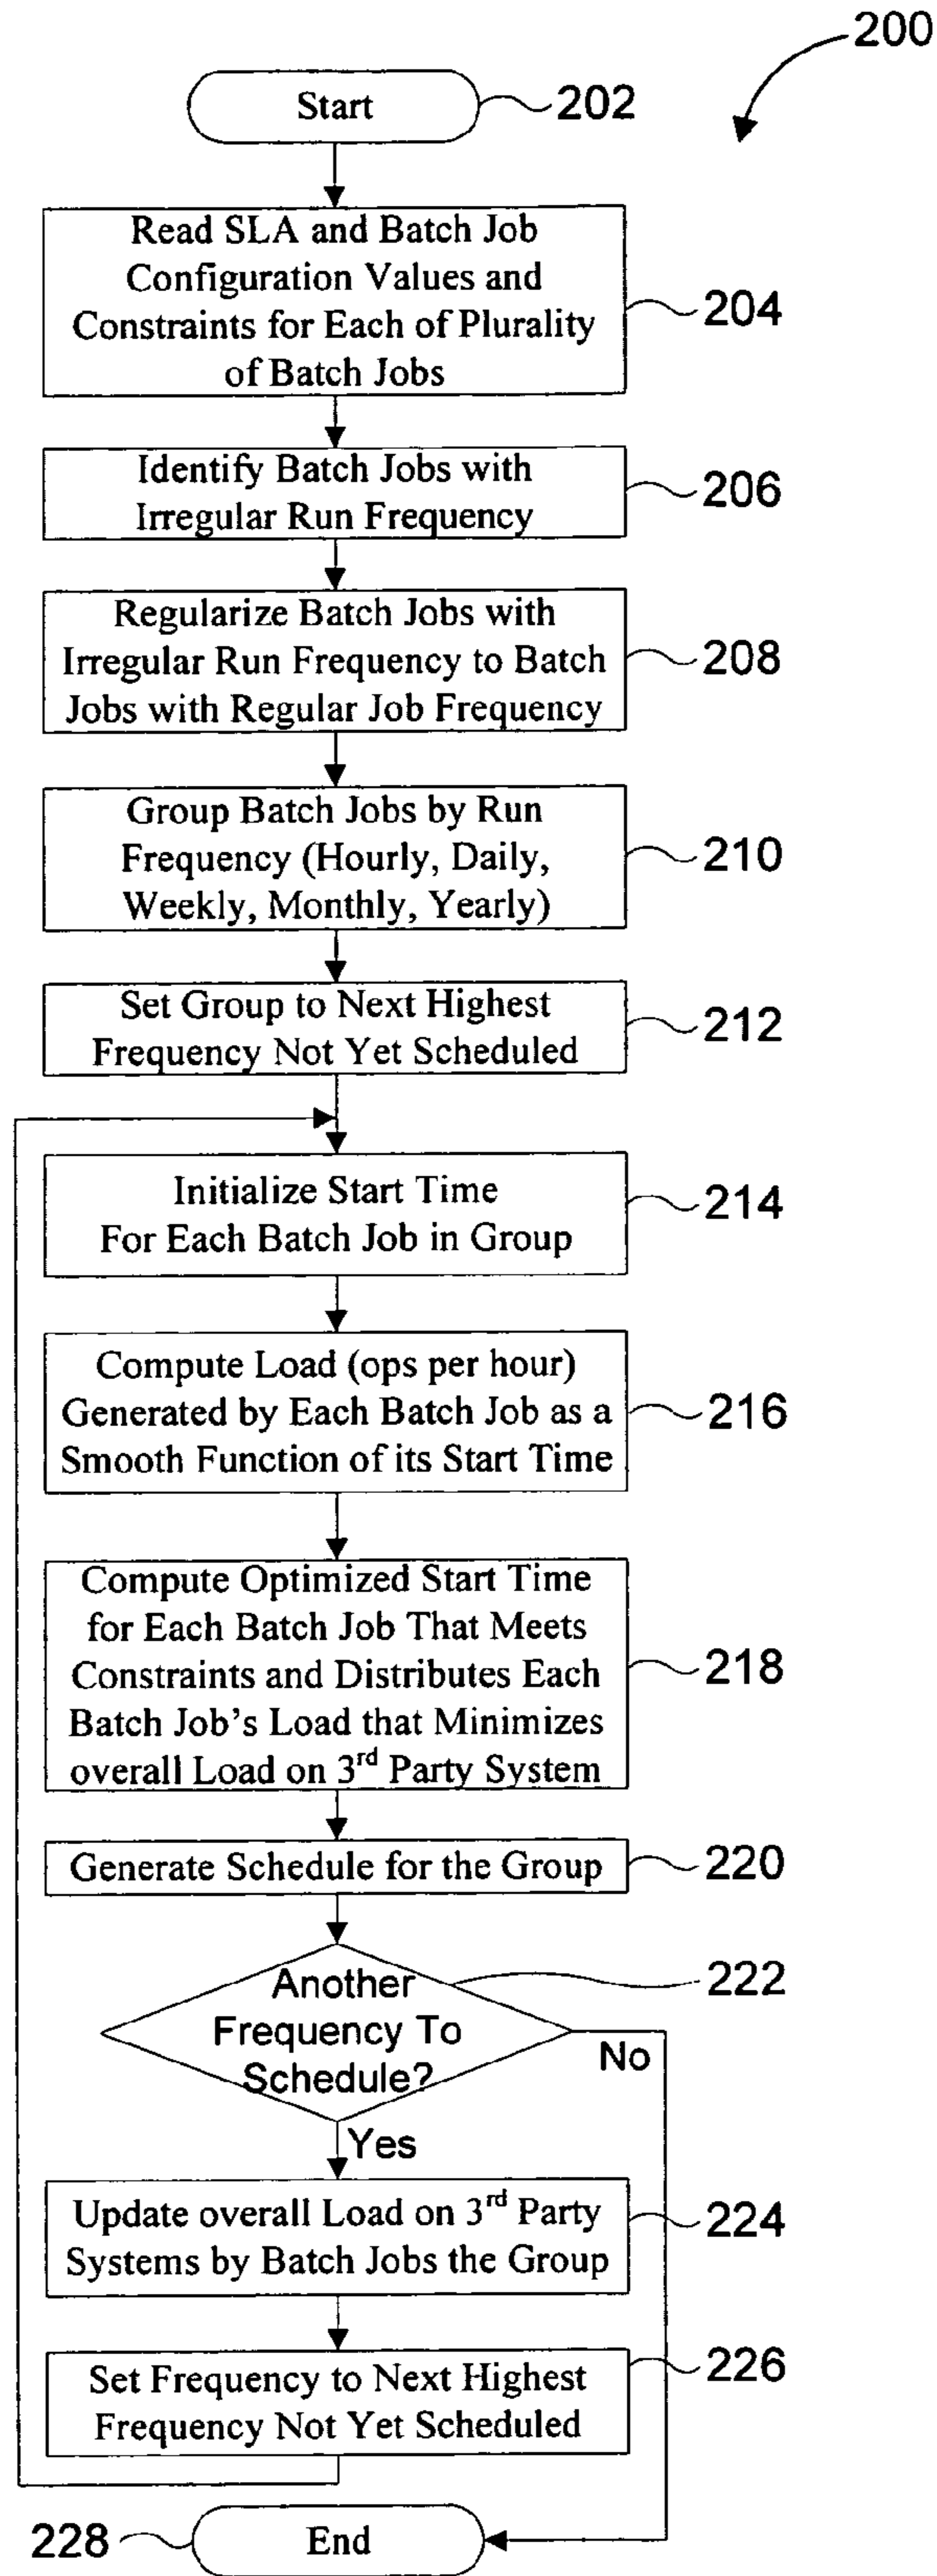 200
Start
202
Read SLA and Batch Job
Configuration Values and
Constraints for Each of Plurality
of Batch Jobs
204
Identify Batch Jobs with
Irregular Run Frequency
206
Regularize Batch Jobs with
Irregular Run Frequency to Batch
Jobs with Regular Job Frequency
208
Group Batch Jobs by Run
Frequency (Hourly, Daily,
Weekly, Monthly, Yearly)
210
Set Group to Next Highest
Frequency Not Yet Scheduled
212
Initialize Start Time
For Each Batch Job in Group
214
Compute Load (ops per hour)
Generated by Each Batch Job as a
Smooth Function of its Start Time
216
Compute Optimized Start Time
for Each Batch Job That Meets
Constraints and Distributes Each
Batch Job's Load that Minimizes
overall Load on 3rd Party System
218
Generate Schedule for the Group
220
Another
Frequency To
Schedule?
222
No
Yes
Update overall Load on 3rd Party
Systems by Batch Jobs the Group
224
Set Frequency to Next Highest
Frequency Not Yet Scheduled
226
228
End